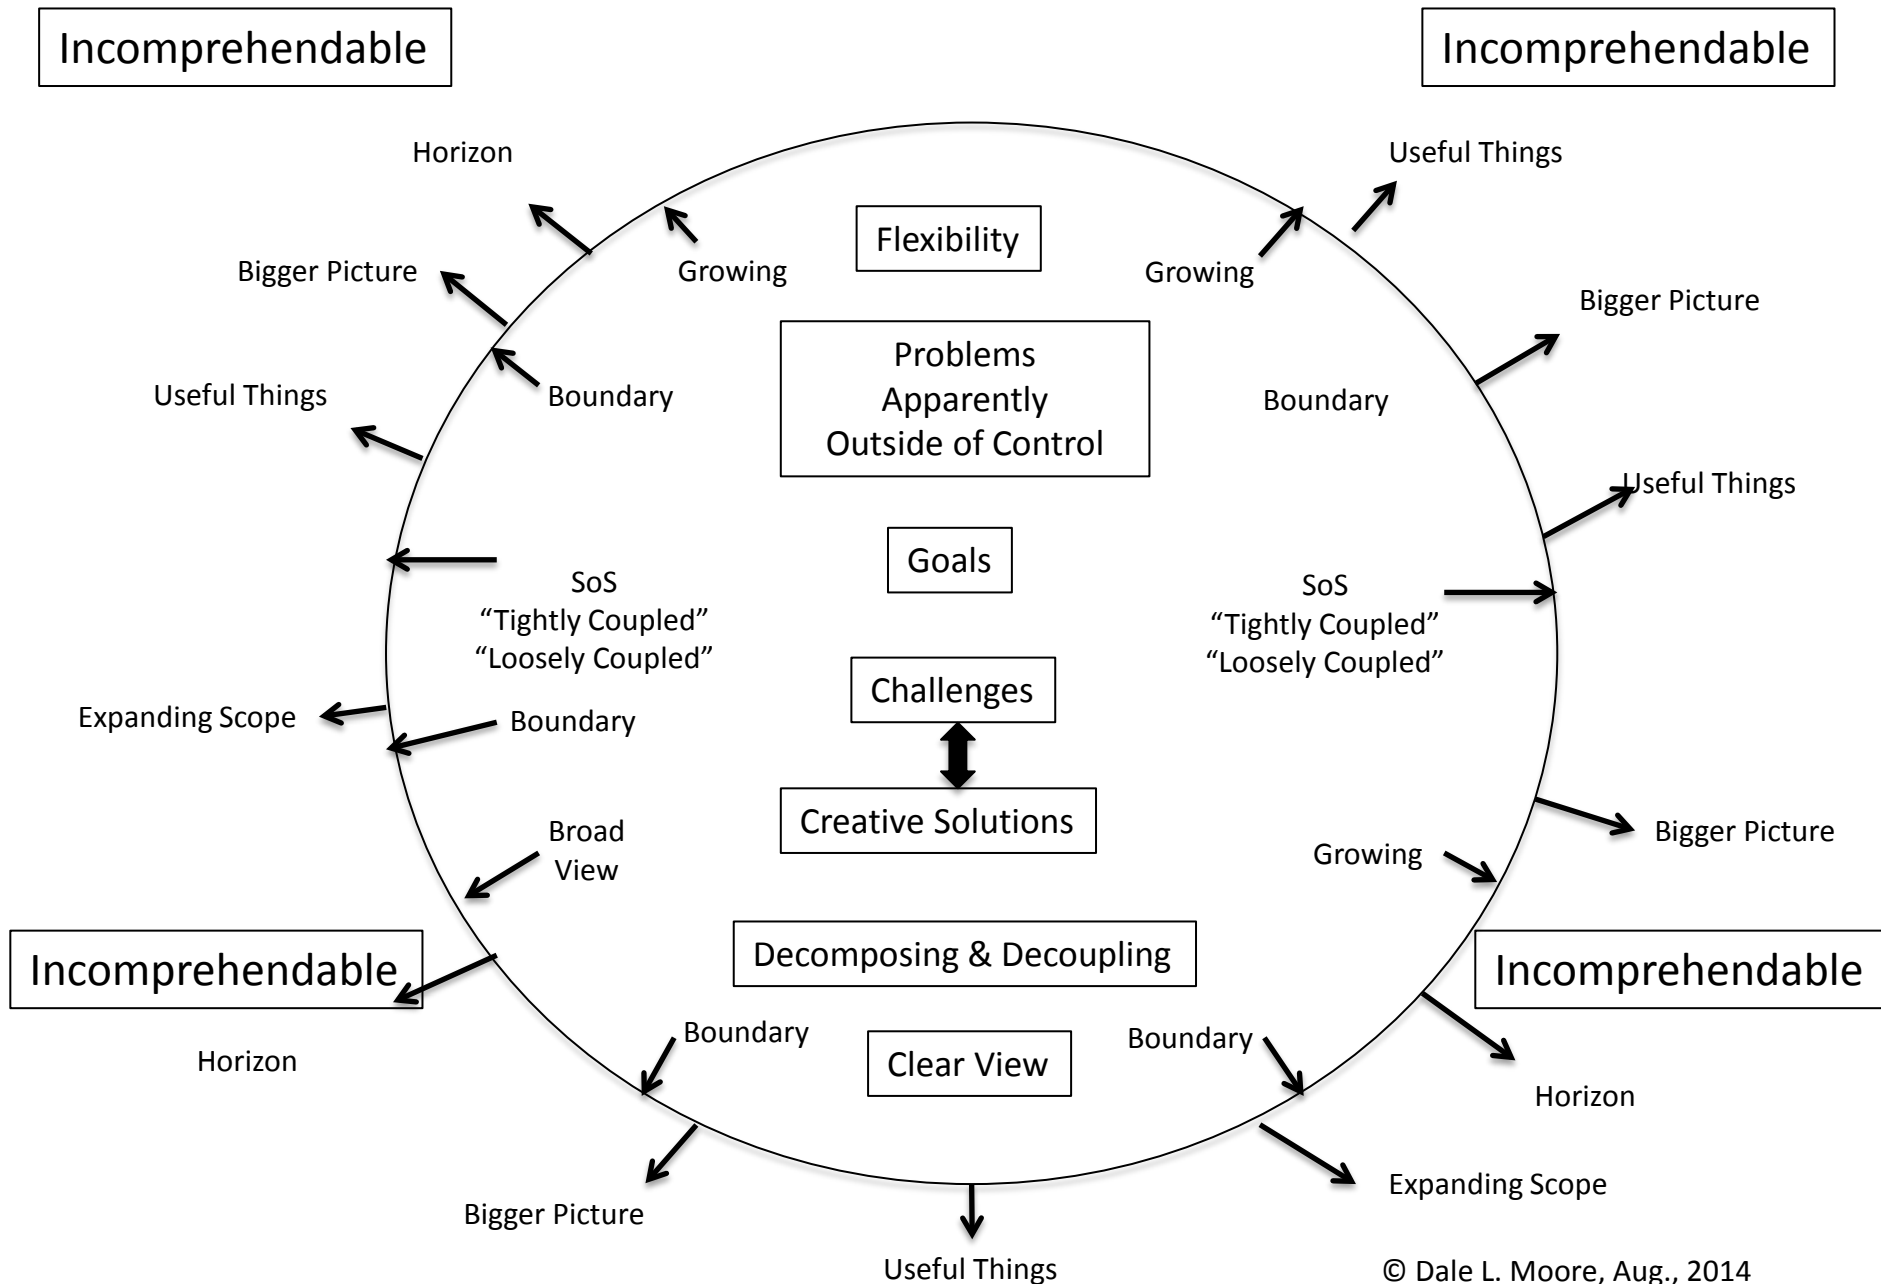 Incomprehendable
Incomprehendable
Horizon
Useful Things
Flexibility
Bigger Picture
Growing
Growing
Bigger Picture
Problems
Apparently
Outside of Control
Useful Things
Boundary
Boundary
Useful Things
Goals
SoS
"Tightly Coupled"
"Loosely Coupled"
SoS
"Tightly Coupled"
"Loosely Coupled"
Challenges
Expanding Scope
Boundary
Creative Solutions
Broad
View
Growing
Bigger Picture
Decomposing & Decoupling
Incomprehendable
Incomprehendable
Boundary
Boundary
Clear View
Horizon
Horizon
Bigger Picture
Expanding Scope
Useful Things
© Dale L. Moore, Aug., 2014